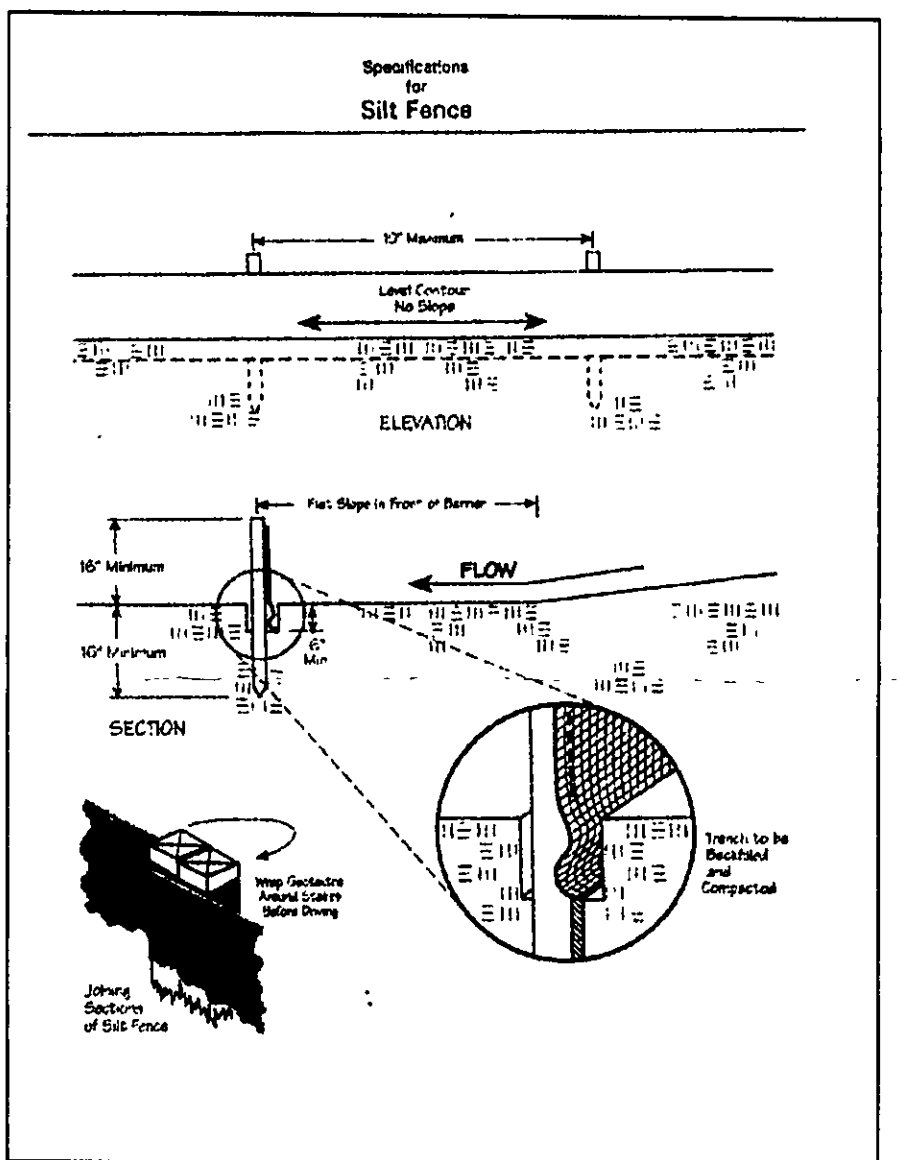 Specifications
for
Silt Fence
10" Maximum
Level Contour
No Slope
ELEVATION
Flat Slope in Front of Barrier
16" Minimum
FLOW
6"
Min
16" Minimum
SECTION
Trench to be
Backfilled
and
Compacted
Wrap Geotextile
Around Stakes
Before Driving
Joining
Sections
of Silt Fence